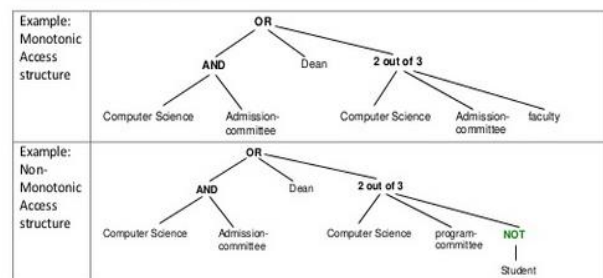 Example:
Monotonic
Access
structure
OR
AND
Dean
2 out of 3
Computer Science
Admission-
committee
Computer Science
Admission-
committee
faculty
Example:
Non-
Monotonic
Access
structure
OR
AND
Dean
2 out of 3
Computer Science
Admission-
committee
Computer Science
program-
committee
NOT
Student